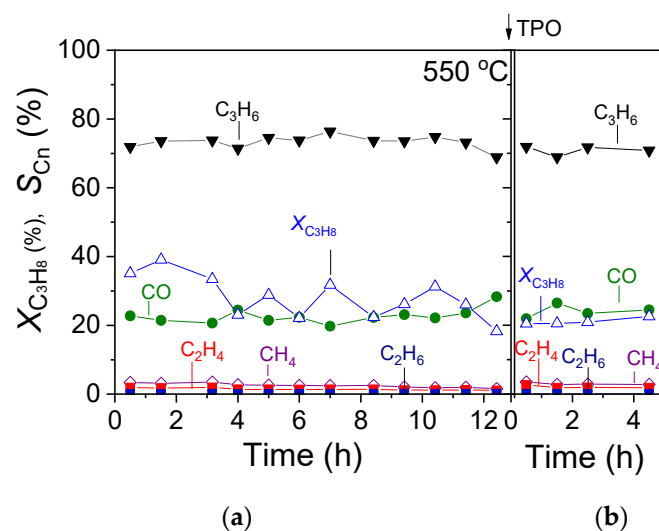 ↓ TPO
100
80
60
40
20
0
X_C₃H₈ (%), S_Cn (%)
550 ºC
C₃H₆
X_C₃H₈
CO
C₂H₄
CH₄
C₂H₆
0 2 4 6 8 10 12
Time (h)
C₃H₆
X_C₃H₈
CO
C₂H₄
C₂H₆
CH₄
0 2 4
Time (h)
(a)
(b)